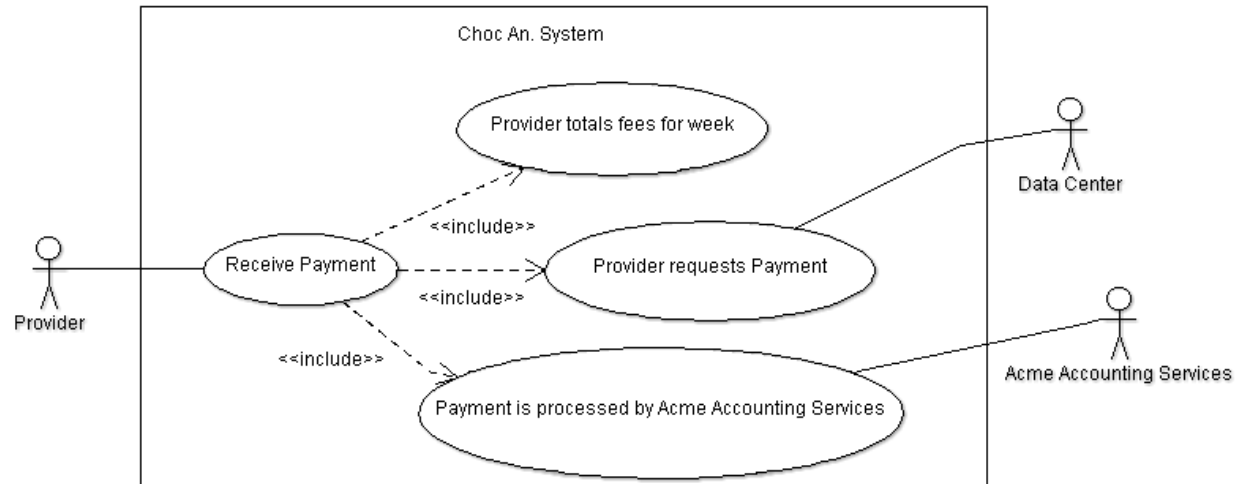 Choc An. System
Provider totals fees for week
Data Center
<<include>>
Receive Payment
Provider requests Payment
<<include>>
Provider
<<include>>
Acme Accounting Services
Payment is processed by Acme Accounting Services